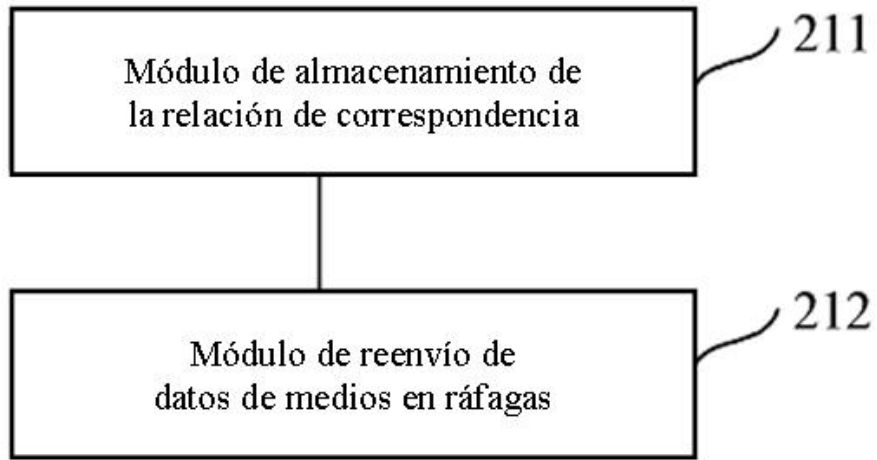 211
Módulo de almacenamiento de
la relación de correspondencia
212
Módulo de reenvío de
datos de medios en ráfagas